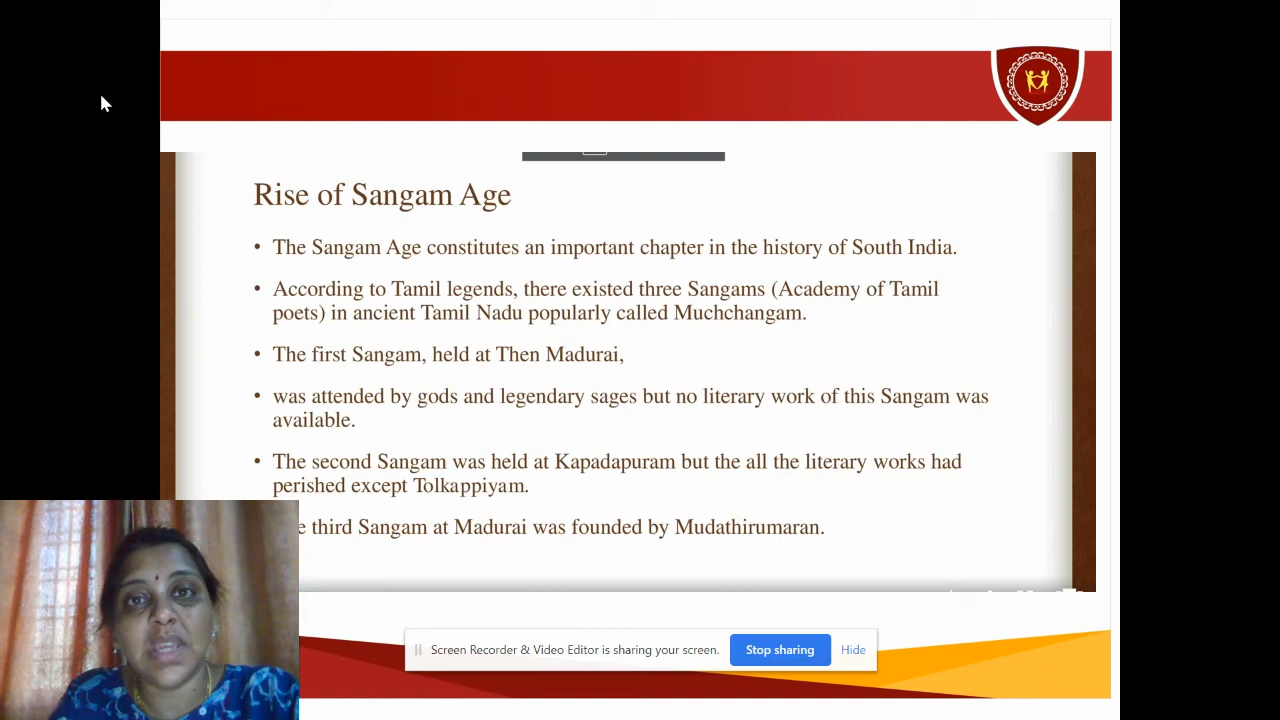 Rise of Sangam Age
• The Sangam Age constitutes an important chapter in the history of South India.
• According to Tamil legends, there existed three Sangams (Academy of Tamil
poets) in ancient Tamil Nadu popularly called Muchchangam.
• The first Sangam, held at Then Madurai,
• was attended by gods and legendary sages but no literary work of this Sangam was
available.
• The second Sangam was held at Kapadapuram but the all the literary works had
perished except Tolkappiyam.
third Sangam at Madurai was founded by Mudathirumaran.
Screen Recorder & Video Editor is sharing your screen.
Stop sharing
Hide